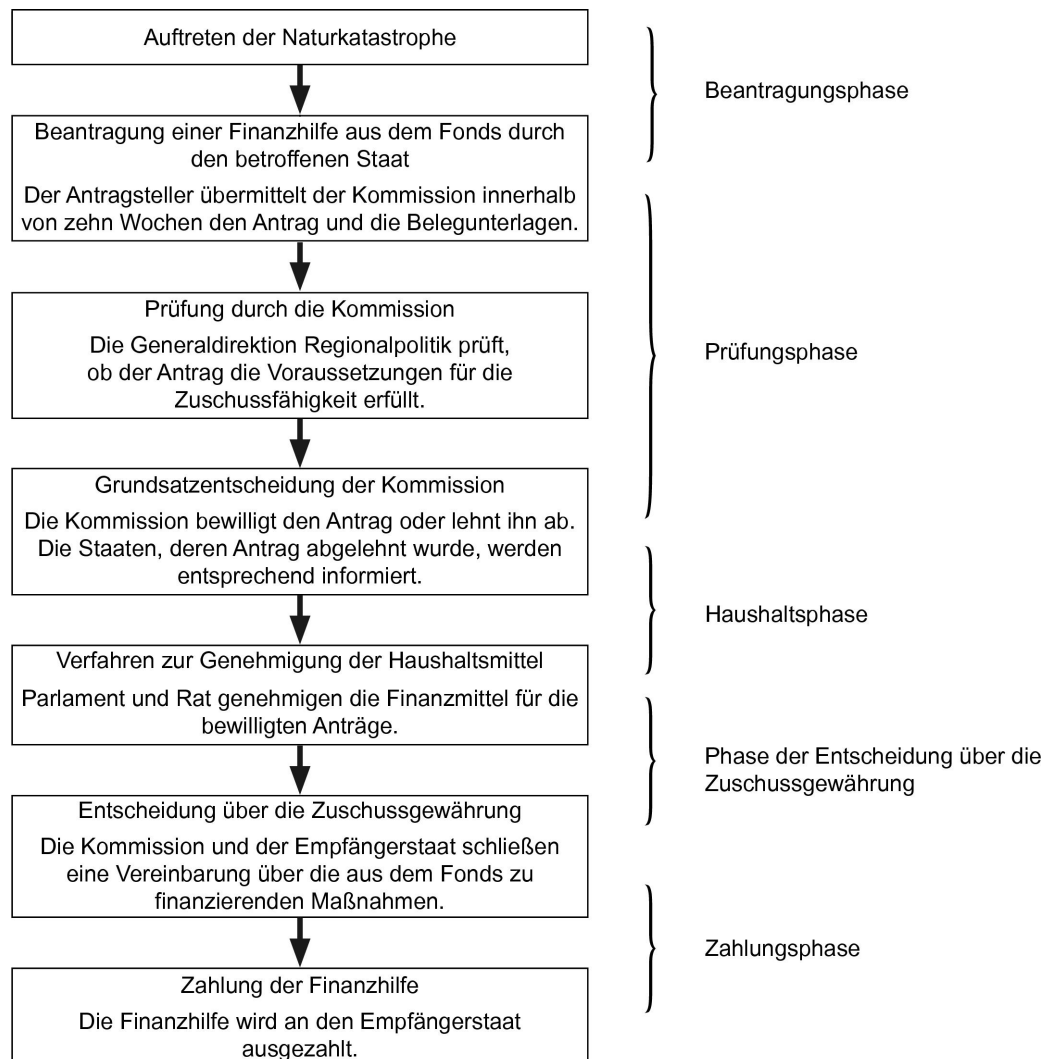 Auftreten der Naturkatastrophe
Beantragungsphase
Beantragung einer Finanzhilfe aus dem Fonds durch
den betroffenen Staat
Der Antragsteller übermittelt der Kommission innerhalb
von zehn Wochen den Antrag und die Belegunterlagen.
Prüfung durch die Kommission
Die Generaldirektion Regionalpolitik prüft,
ob der Antrag die Voraussetzungen für die
Zuschussfähigkeit erfüllt.
Prüfungsphase
Grundsatzentscheidung der Kommission
Die Kommission bewilligt den Antrag oder lehnt ihn ab.
Die Staaten, deren Antrag abgelehnt wurde, werden
entsprechend informiert.
Haushaltsphase
Verfahren zur Genehmigung der Haushaltsmittel
Parlament und Rat genehmigen die Finanzmittel für die
bewilligten Anträge.
Phase der Entscheidung über die
Zuschussgewährung
Entscheidung über die Zuschussgewährung
Die Kommission und der Empfängerstaat schließen
eine Vereinbarung über die aus dem Fonds zu
finanzierenden Maßnahmen.
Zahlungsphase
Zahlung der Finanzhilfe
Die Finanzhilfe wird an den Empfängerstaat
ausgezahlt.